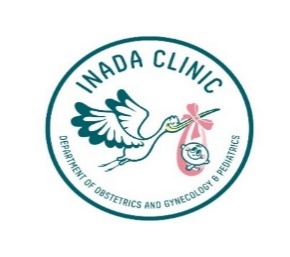 INADA CLINIC
DEPARTMENT OF OBSTETRICS AND GYNECOLOGY & PEDIATRICS